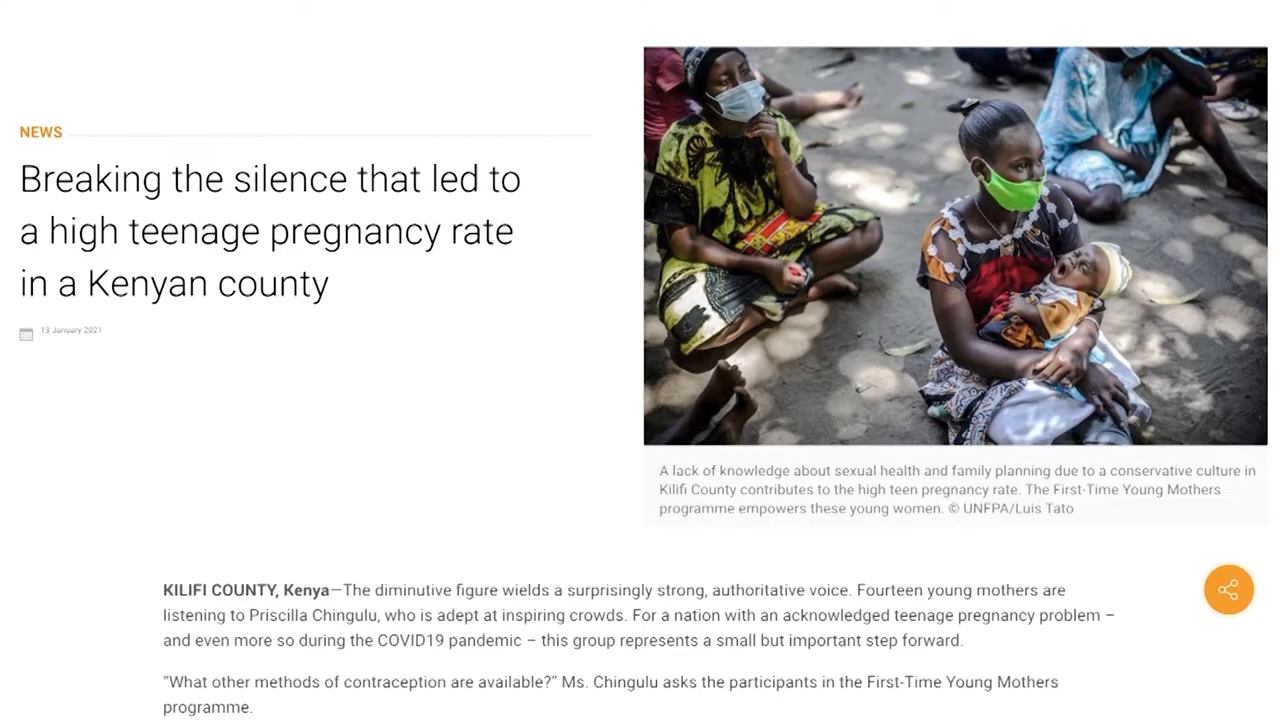 NEWS
Breaking the silence that led to
a high teenage pregnancy rate
in a Kenyan county
13 January 2021
A lack of knowledge about sexual health and family planning due to a conservative culture in
Kilifi County contributes to the high teen pregnancy rate. The First-Time Young Mothers
programme empowers these young women. © UNFPA/Luis Tato
KILIFI COUNTY, Kenya—The diminutive figure wields a surprisingly strong, authoritative voice. Fourteen young mothers are
listening to Priscilla Chingulu, who is adept at inspiring crowds. For a nation with an acknowledged teenage pregnancy problem –
and even more so during the COVID19 pandemic – this group represents a small but important step forward.
"What other methods of contraception are available?" Ms. Chingulu asks the participants in the First-Time Young Mothers
programme.